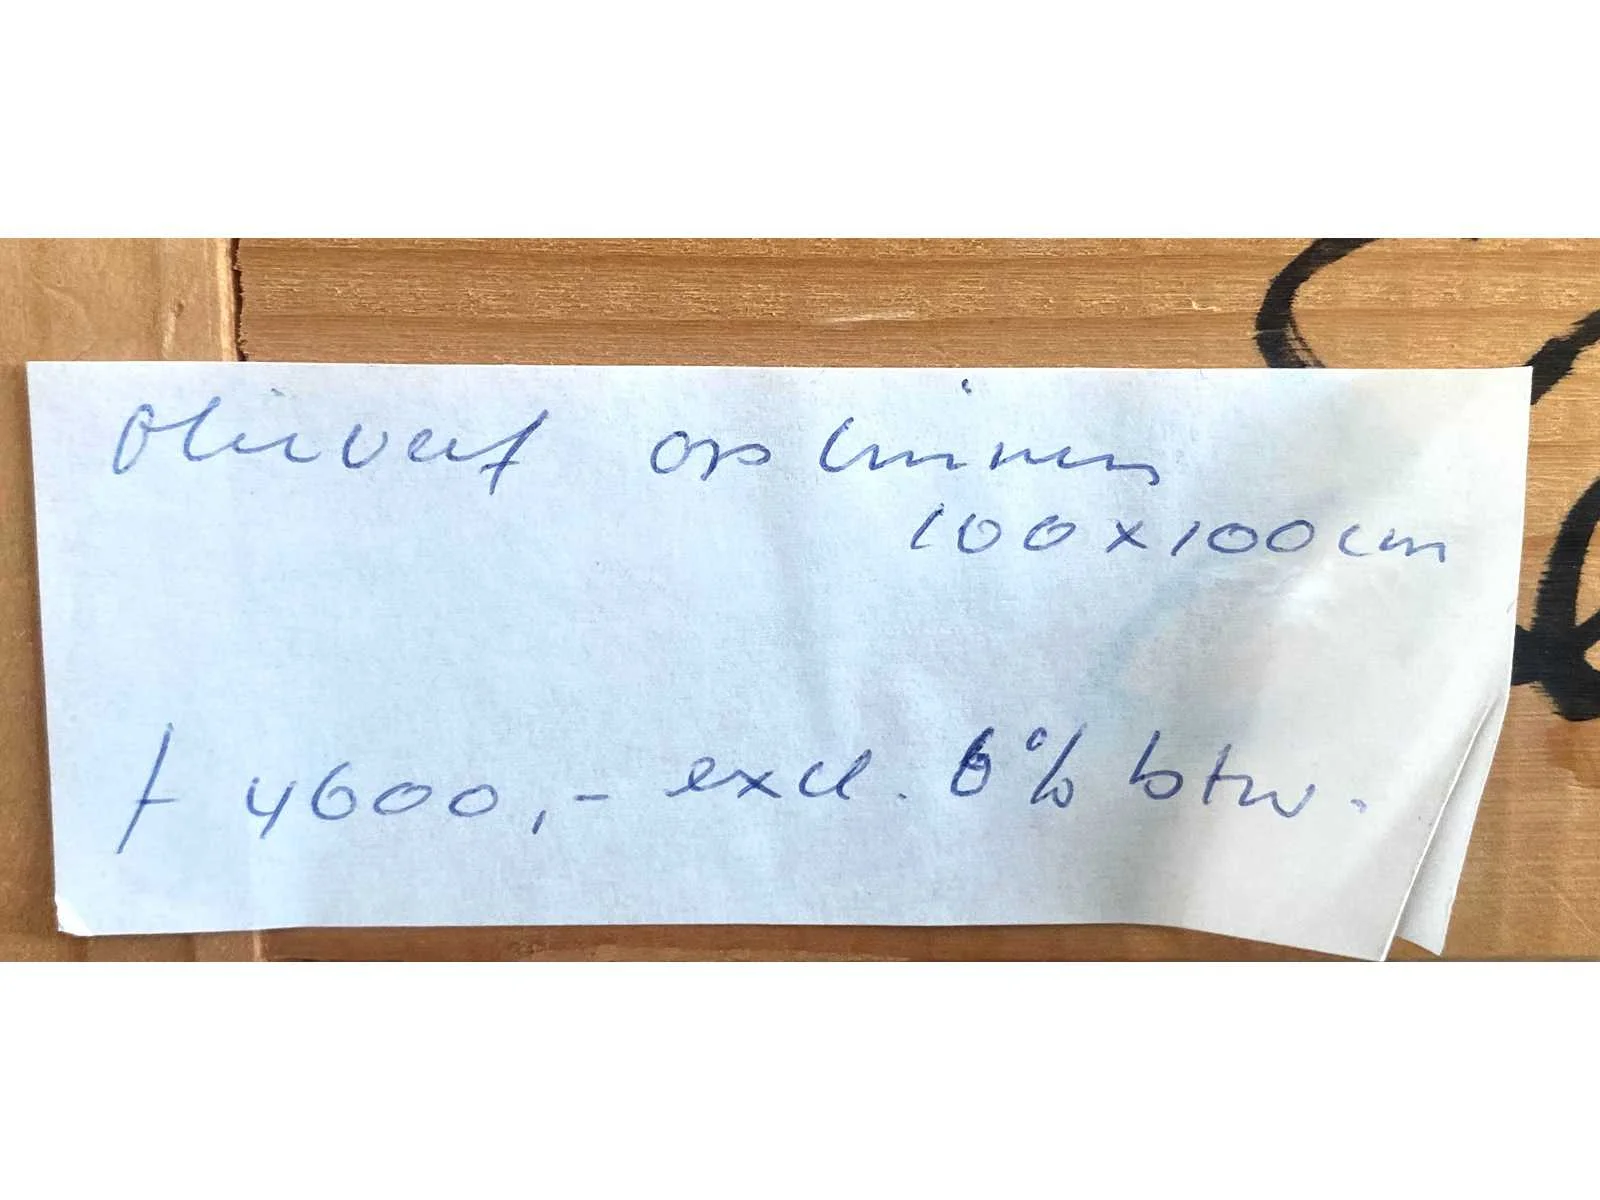 Olieverf op linnen
100x100cm
f 4600,- excl. 6% btw.